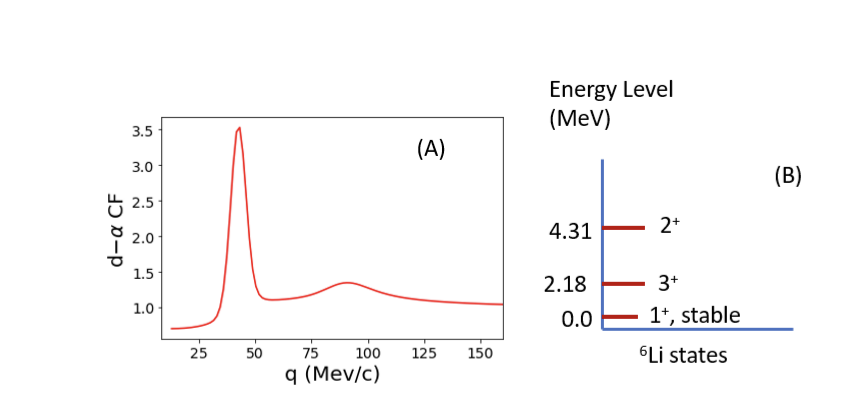 Energy Level
(MeV)
(A)
(B)
3.5
3.0
2.5
2.0
1.5
1.0
d−α CF
25 50 75 100 125 150
q (Mev/c)
4.31 2⁺
2.18 3⁺
0.0 1⁺, stable
⁶Li states